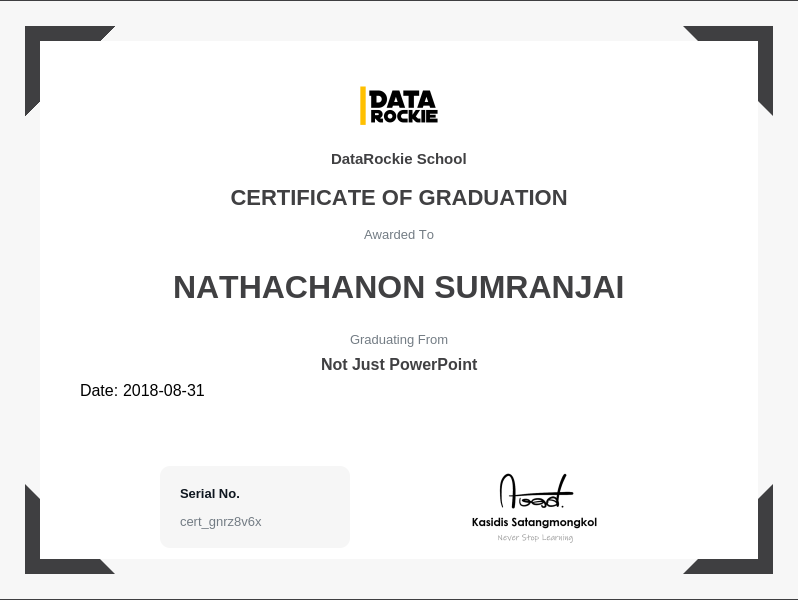 DATA
ROCKIE
DataRockie School
CERTIFICATE OF GRADUATION
Awarded To
NATHACHANON SUMRANJAI
Graduating From
Not Just PowerPoint
Date: 2018-08-31
Serial No.
cert_gnrz8v6x
Kasidis Satangmongkol
Never Stop Learning